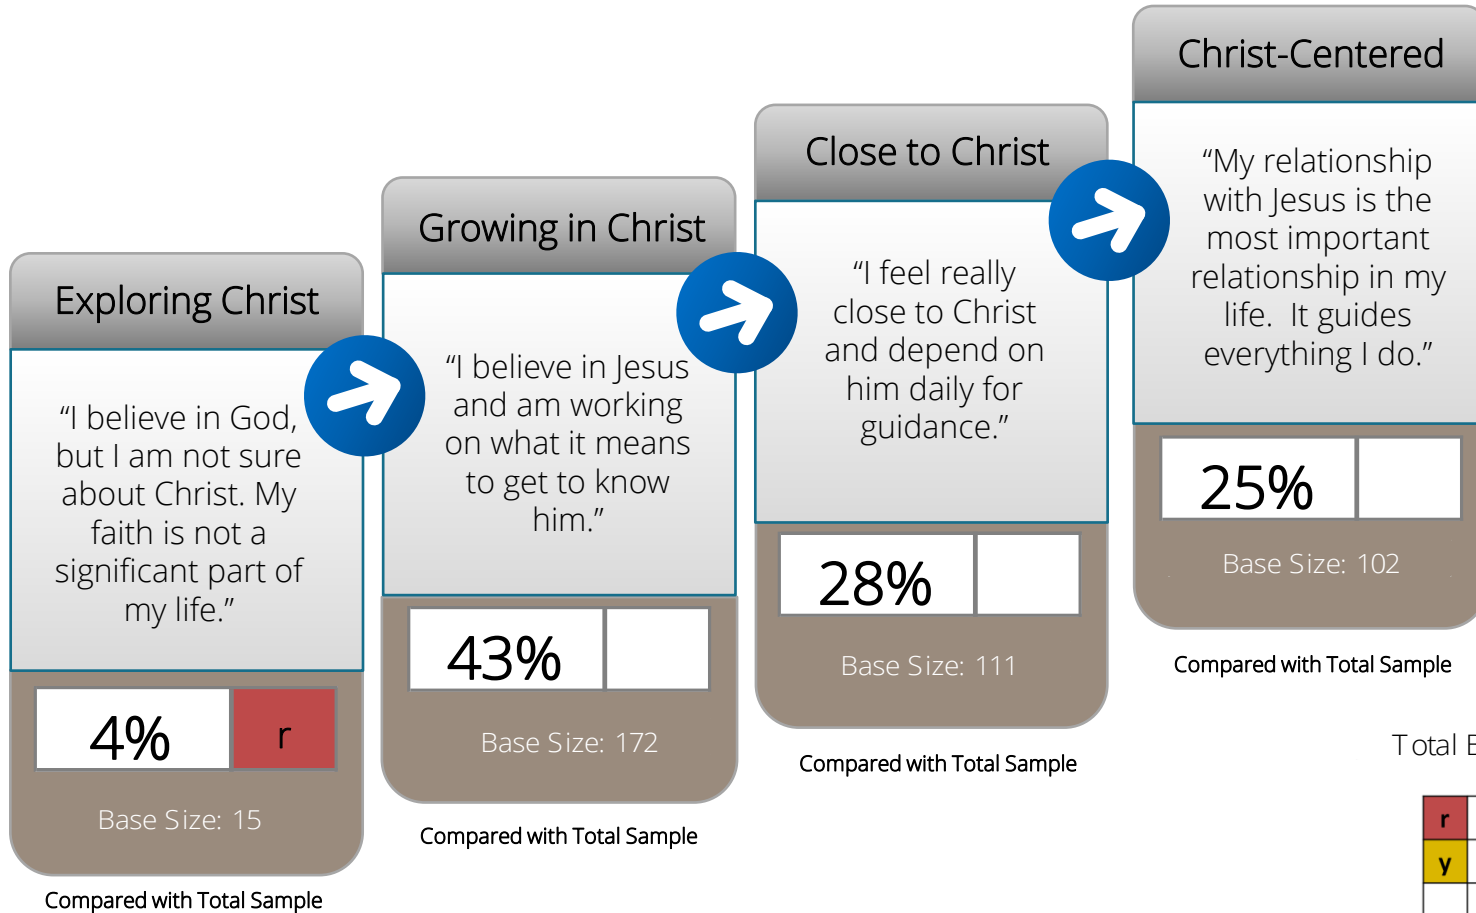 Exploring Christ
“I believe in God,
but I am not sure
about Christ. My
faith is not a
significant part of
my life.”
4%
r
Base Size: 15
Compared with Total Sample
Growing in Christ
“I believe in Jesus
and am working
on what it means
to get to know
him.”
43%
Base Size: 172
Compared with Total Sample
Close to Christ
“I feel really
close to Christ
and depend on
him daily for
guidance.”
28%
Base Size: 111
Compared with Total Sample
Christ-Centered
“My relationship
with Jesus is the
most important
relationship in my
life.  It guides
everything I do.”
25%
Base Size: 102
Compared with Total Sample
Total
r
y